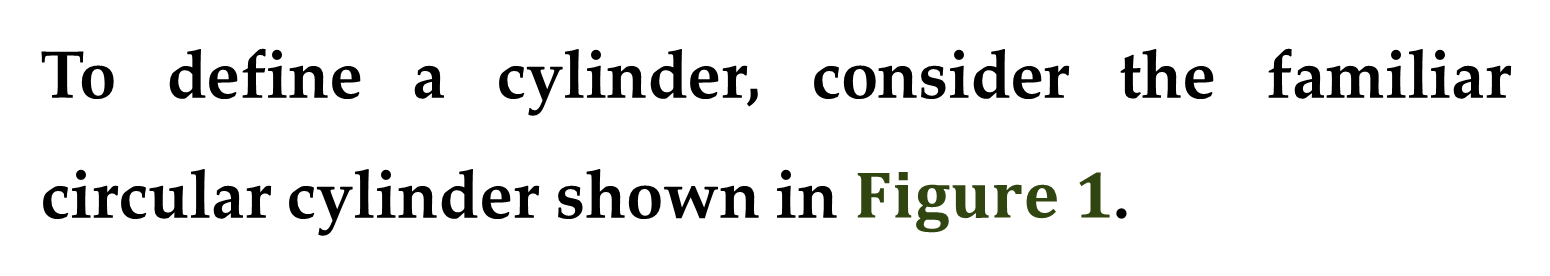 To define a cylinder, consider the familiar
circular cylinder shown in Figure 1.